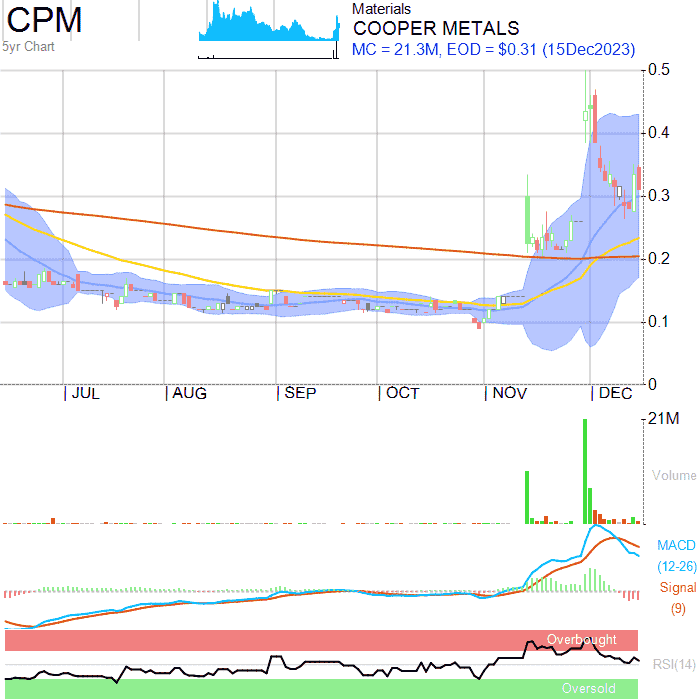 CPM
5yr Chart
Materials
COOPER METALS
MC = 21.3M, EOD = $0.31 (15Dec2023)
0.5
0.4
0.3
0.2
0.1
0
JUL AUG SEP OCT NOV DEC
21M
Volume
MACD
(12-26)
Signal
(9)
Overbought
RSI(14)
Oversold